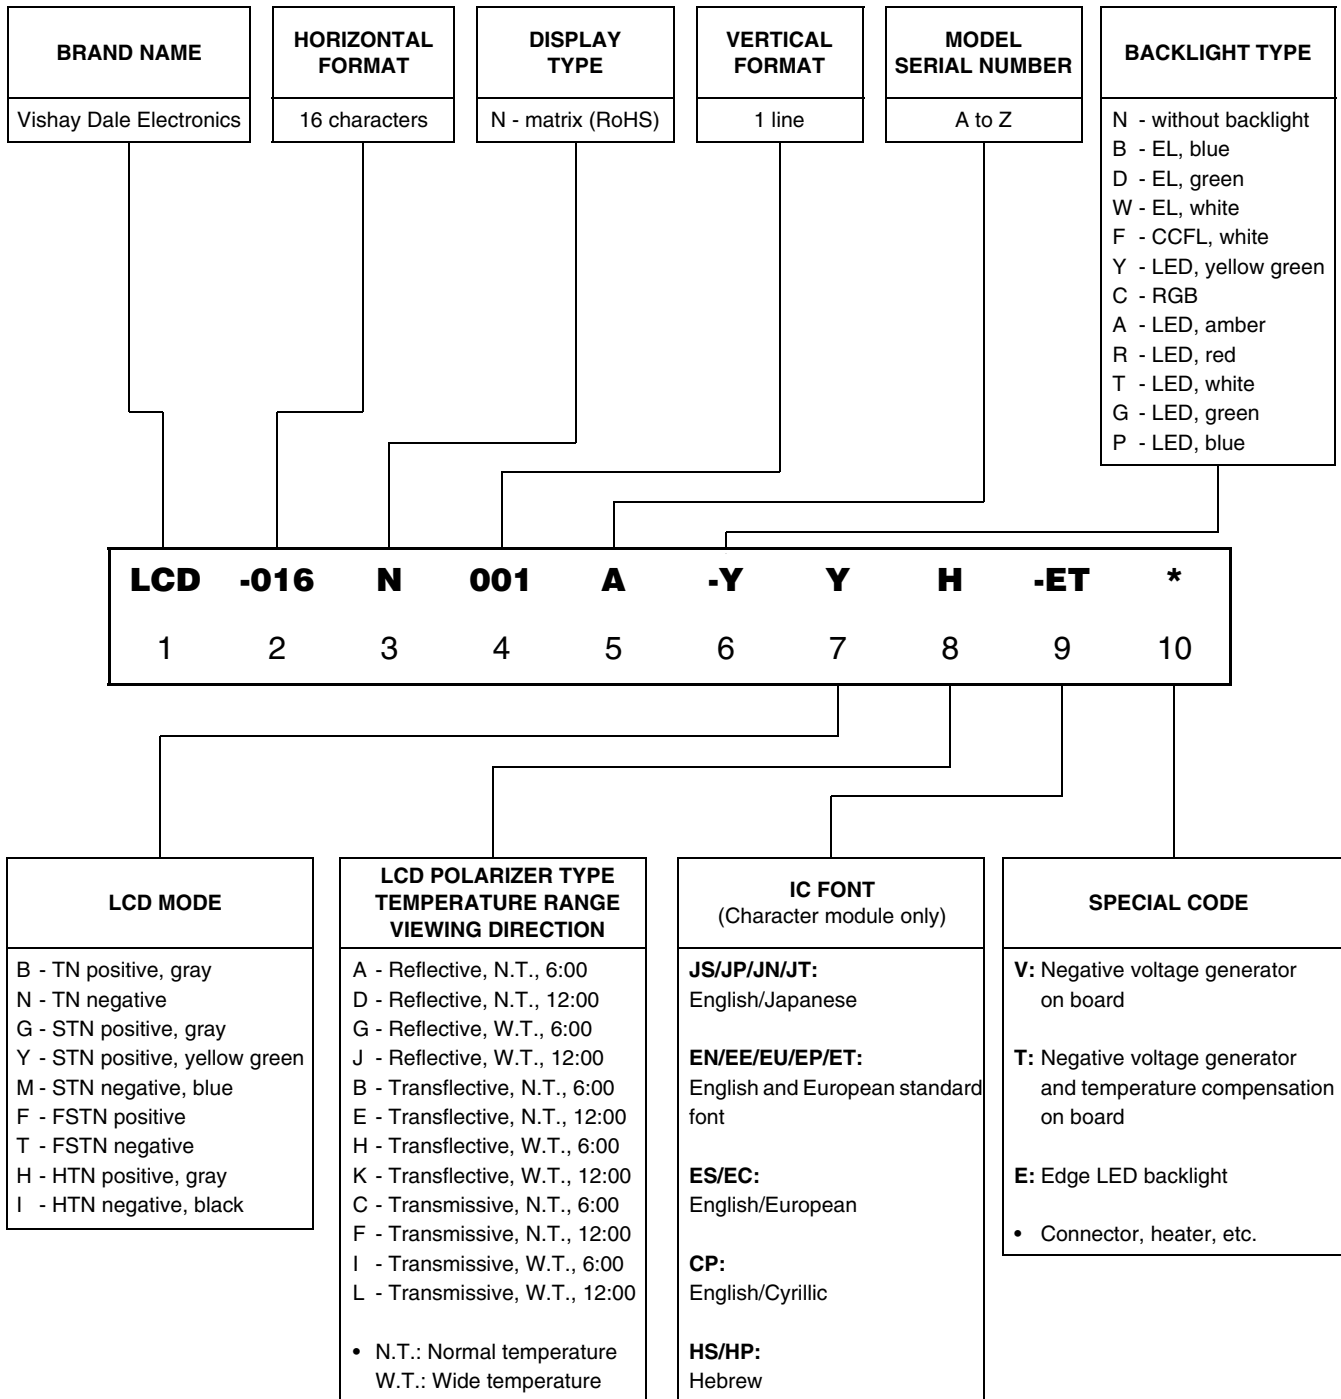 BRAND NAME
Vishay Dale Electronics
HORIZONTAL
FORMAT
16 characters
DISPLAY
TYPE
N - matrix (RoHS)
VERTICAL
FORMAT
1 line
MODEL
SERIAL NUMBER
A to Z
BACKLIGHT TYPE
N - without backlight
B - EL, blue
D - EL, green
W - EL, white
F - CCFL, white
Y - LED, yellow green
C - RGB
A - LED, amber
R - LED, red
T - LED, white
G - LED, green
P - LED, blue
LCD -016 N 001 A -Y Y H -ET *
1 2 3 4 5 6 7 8 9 10
LCD MODE
B - TN positive, gray
N - TN negative
G - STN positive, gray
Y - STN positive, yellow green
M - STN negative, blue
F - FSTN positive
T - FSTN negative
H - HTN positive, gray
I - HTN negative, black
LCD POLARIZER TYPE
TEMPERATURE RANGE
VIEWING DIRECTION
A - Reflective, N.T., 6:00
D - Reflective, N.T., 12:00
G - Reflective, W.T., 6:00
J - Reflective, W.T., 12:00
B - Transflective, N.T., 6:00
E - Transflective, N.T., 12:00
H - Transflective, W.T., 6:00
K - Transflective, W.T., 12:00
C - Transmissive, N.T., 6:00
F - Transmissive, N.T., 12:00
I - Transmissive, W.T., 6:00
L - Transmissive, W.T., 12:00
• N.T.: Normal temperature
W.T.: Wide temperature
IC FONT
(Character module only)
JS/JP/JN/JT:
English/Japanese
EN/EE/EU/EP/ET:
English and European standard
font
ES/EC:
English/European
CP:
English/Cyrillic
HS/HP:
Hebrew
SPECIAL CODE
V: Negative voltage generator
on board
T: Negative voltage generator
and temperature compensation
on board
E: Edge LED backlight
• Connector, heater, etc.